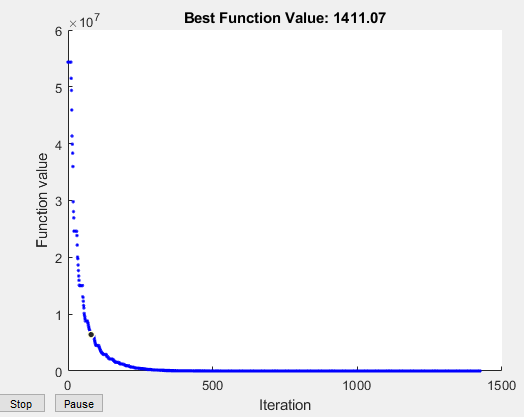 Best Function Value: 1411.07
×10⁷
6
5
4
3
2
1
0
Function value
0 500 1000 1500
Iteration
Stop Pause